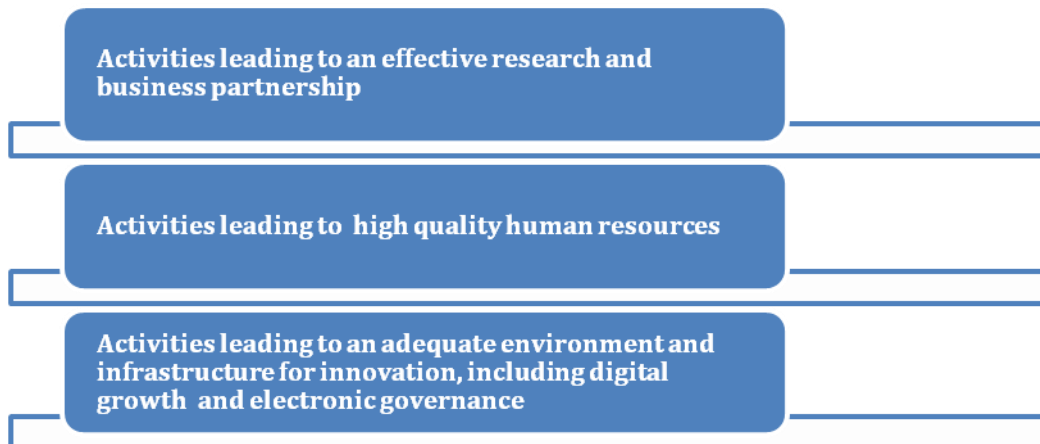 Activities leading to an effective research and
business partnership
Activities leading to high quality human resources
Activities leading to an adequate environment and
infrastructure for innovation, including digital
growth and electronic governance